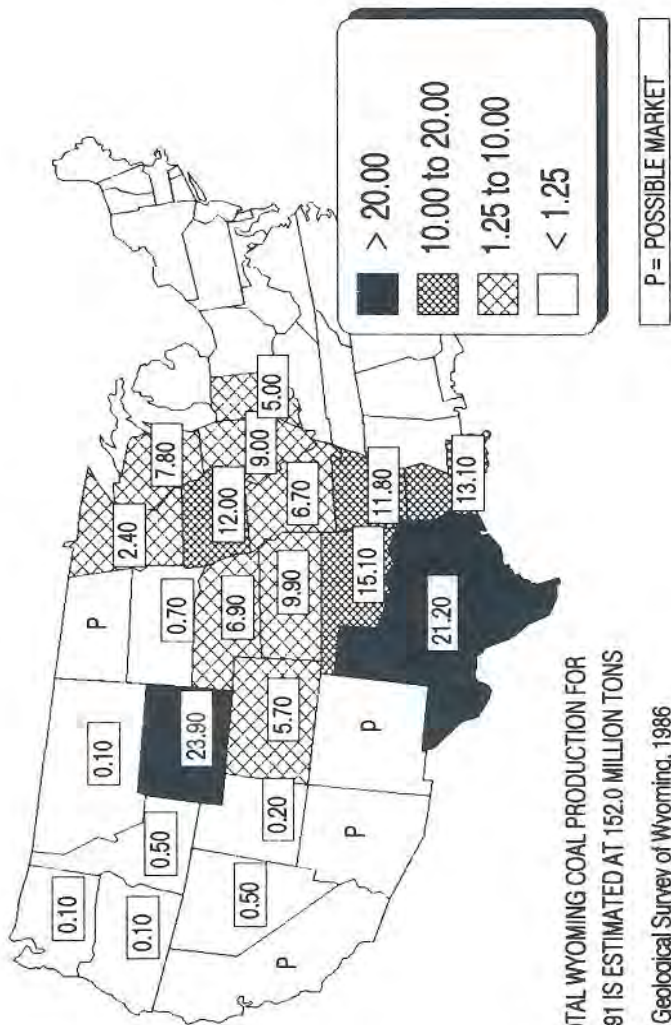 0.10
0.10
0.10
0.50
23.90
P
0.70
2.40
7.80
12.00
9.00
5.00
6.90
9.90
6.70
5.70
0.20
0.50
P
P
P
15.10
11.80
13.10
21.20
> 20.00
10.00 to 20.00
1.25 to 10.00
< 1.25
P = POSSIBLE MARKET
TAL WYOMING COAL PRODUCTION FOR
91 IS ESTIMATED AT 152.0 MILLION TONS
Geological Survey of Wyoming, 1986